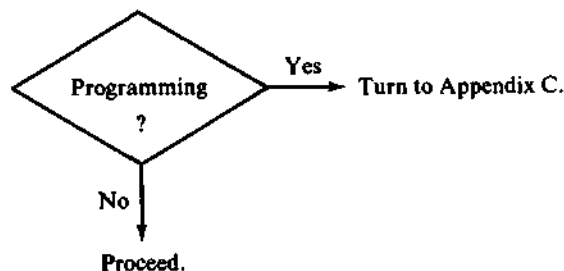 Programming
?
Yes
Turn to Appendix C.
No
Proceed.